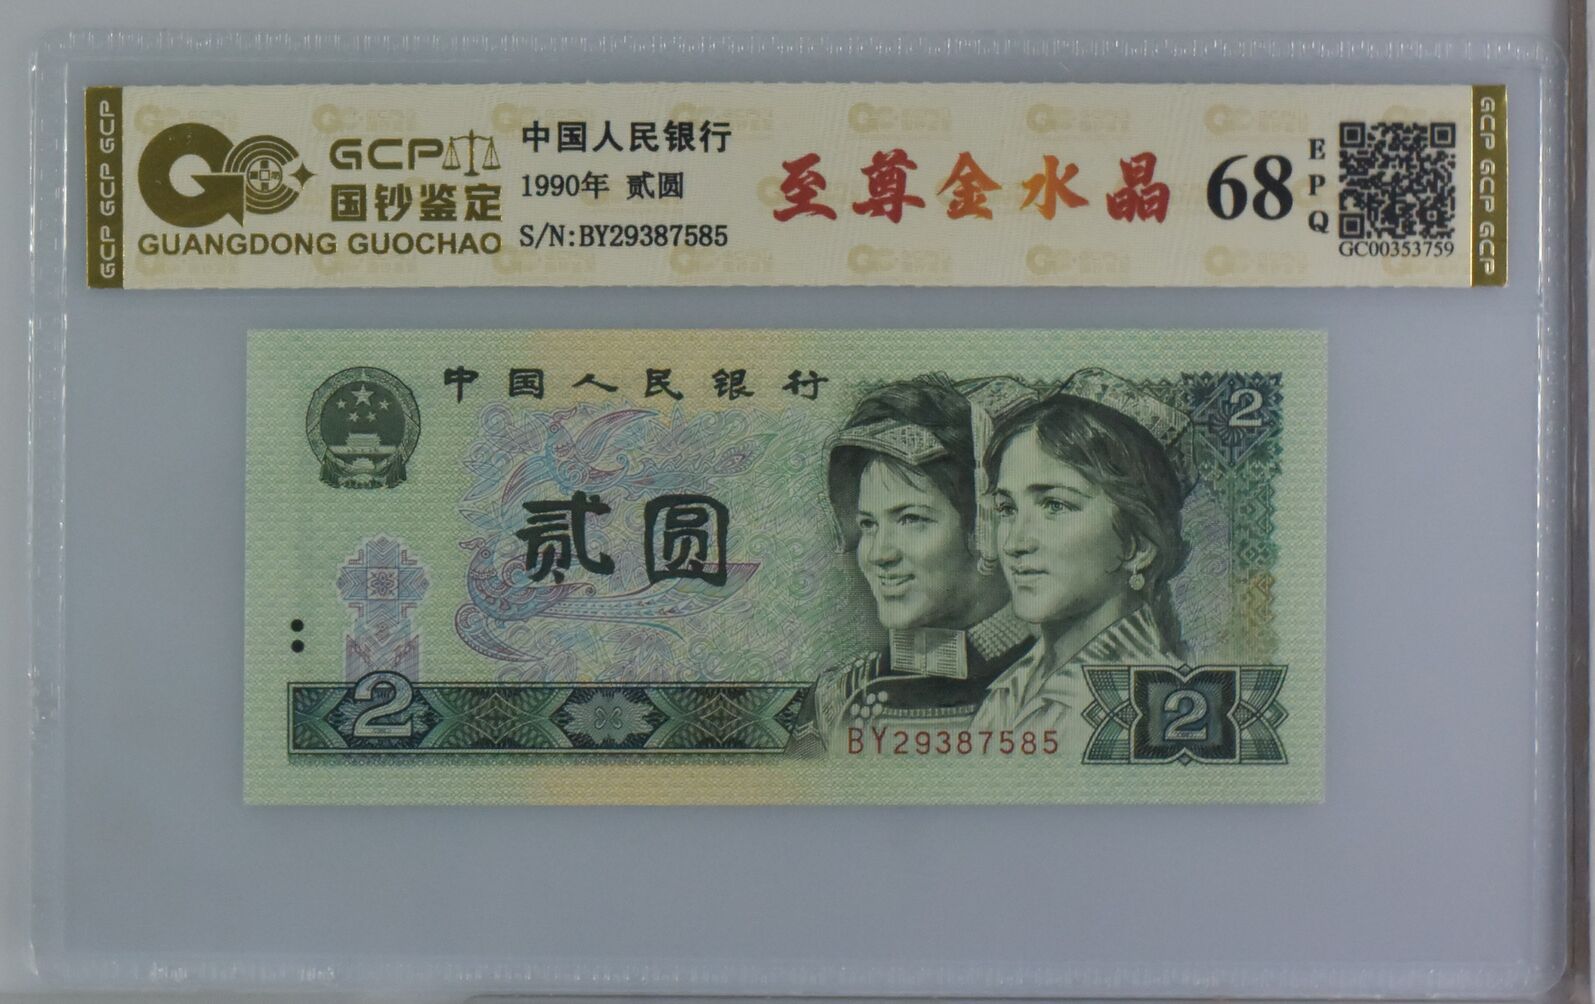 GCP GCP GCP
GCP
国钞鉴定
GUANGDONG GUOCHAO
中国人民银行
1990年 贰圆
S/N:BY29387585
至尊金水晶
68
EPQ
GC00353759
GCP GCP GCP
中国人民银行
2
贰圆
2
BY29387585
2